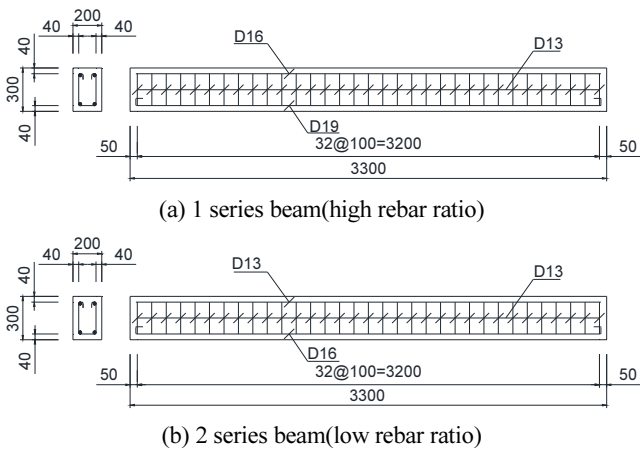 200
40 40
D16 D13
40
300
40
D19
50 32@100=3200 50
3300
(a) 1 series beam(high rebar ratio)
200
40 40
D13 D13
40
300
40
D16
50 32@100=3200 50
3300
(b) 2 series beam(low rebar ratio)